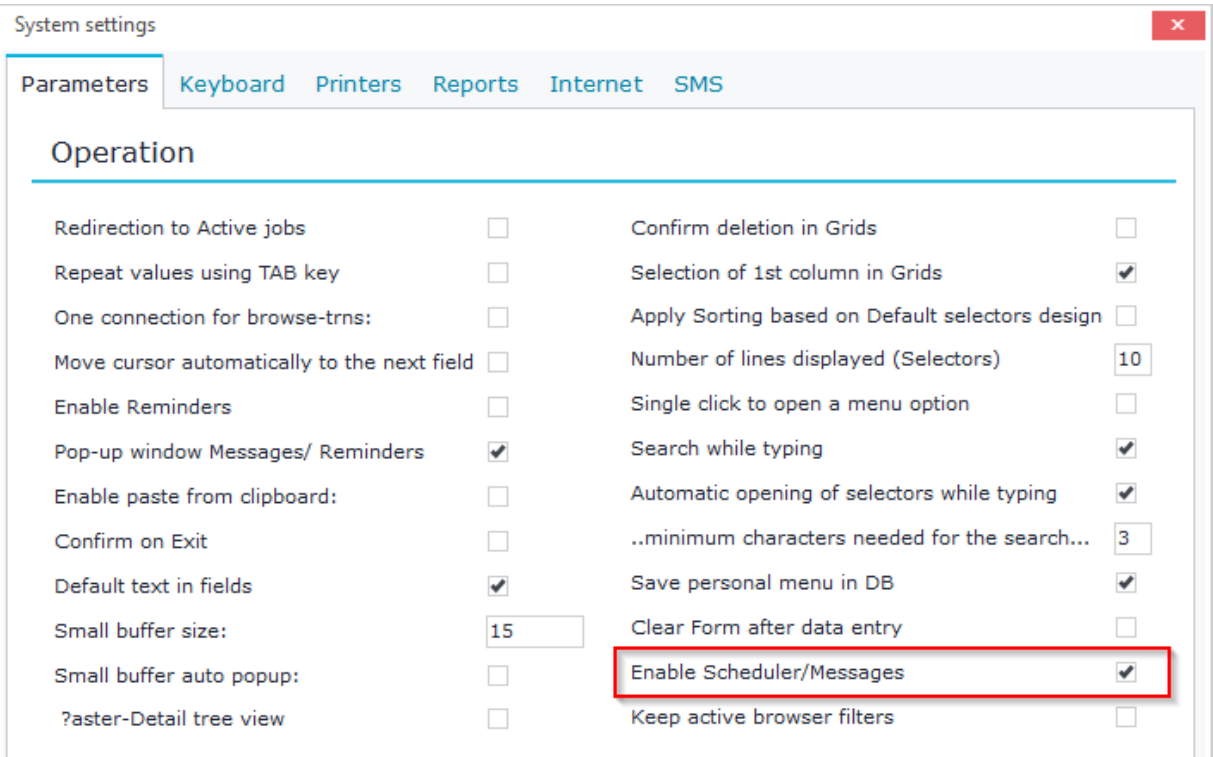 System settings
Parameters Keyboard Printers Reports Internet SMS
Operation
Redirection to Active jobs
Repeat values using TAB key
One connection for browse-trns:
Move cursor automatically to the next field
Enable Reminders
Pop-up window Messages/ Reminders
Enable paste from clipboard:
Confirm on Exit
Default text in fields
Small buffer size: 15
Small buffer auto popup:
?aster-Detail tree view
Confirm deletion in Grids
Selection of 1st column in Grids
Apply Sorting based on Default selectors design
Number of lines displayed (Selectors) 10
Single click to open a menu option
Search while typing
Automatic opening of selectors while typing
..minimum characters needed for the search... 3
Save personal menu in DB
Clear Form after data entry
Enable Scheduler/Messages
Keep active browser filters